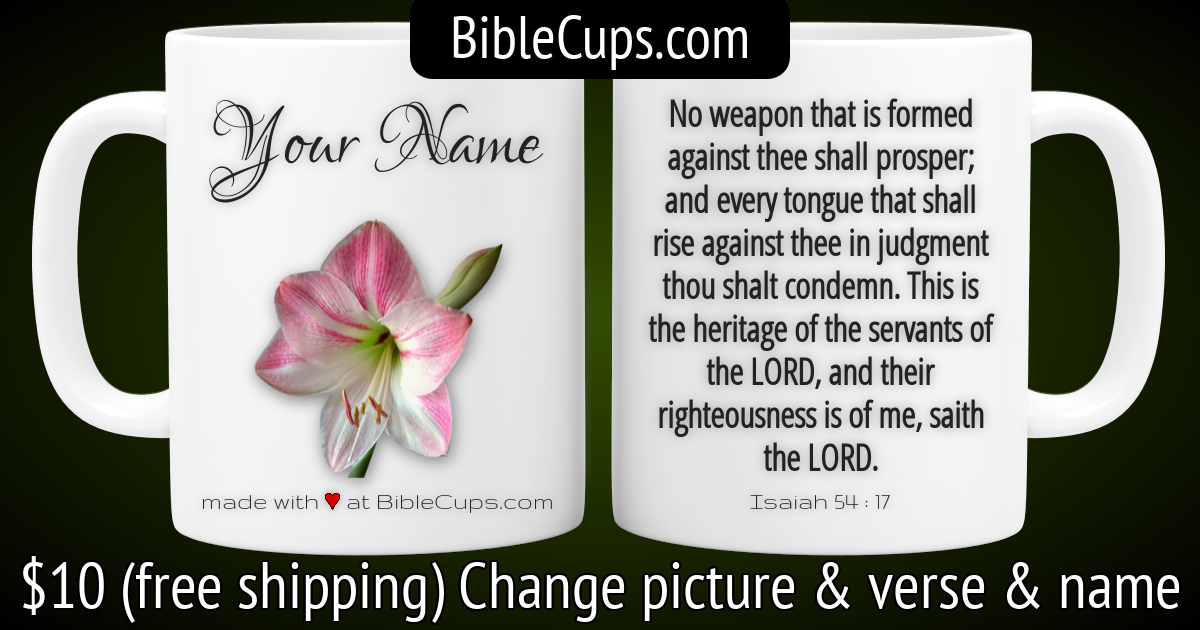 BibleCups.com
Your Name
made with ♥ at BibleCups.com
No weapon that is formed
against thee shall prosper;
and every tongue that shall
rise against thee in judgment
thou shalt condemn. This is
the heritage of the servants of
the LORD, and their
righteousness is of me, saith
the LORD.
Isaiah 54 : 17
$10 (free shipping) Change picture & verse & name